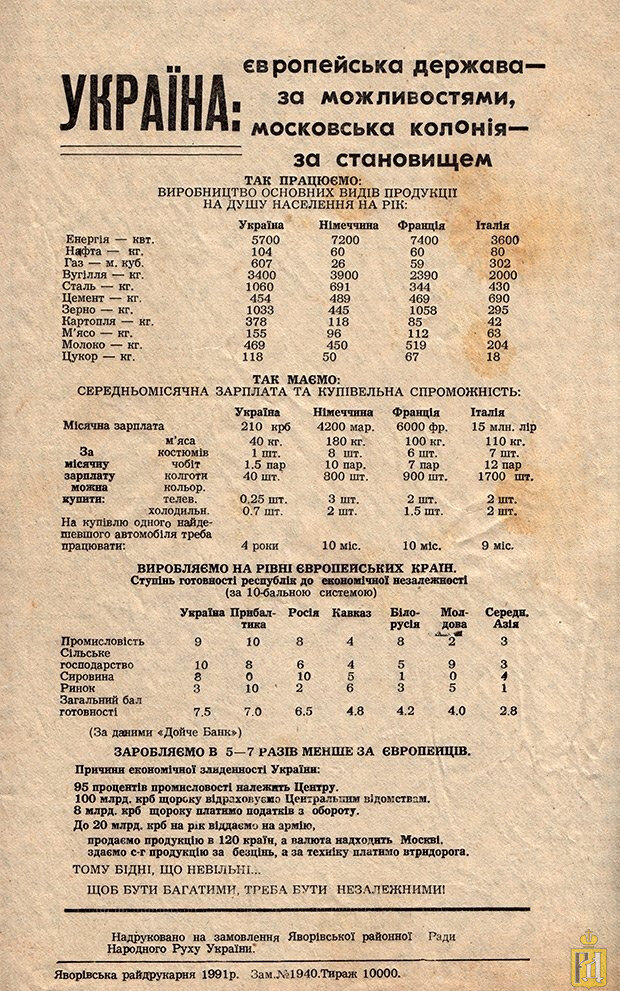 УКРАЇНА:
європейська держава—
за можливостями,
московська колонія—
за становищем
ТАК ПРАЦЮЄМО:
ВИРОБНИЦТВО ОСНОВНИХ ВИДІВ ПРОДУКЦІЇ
НА ДУШУ НАСЕЛЕННЯ НА РІК:
Україна Німеччина Франція Італія
Енергія — квт. 5700 7200 7400 3600
Нафта — кг. 104 60 60 80
Газ — м. куб. 607 26 59 302
Вугілля — кг. 3400 3900 2390 2000
Сталь — кг. 1060 691 344 430
Цемент — кг. 454 489 469 690
Зерно — кг. 1033 445 1058 295
Картопля — кг. 378 118 85 42
М'ясо — кг. 155 96 112 63
Молоко — кг. 469 450 519 204
Цукор — кг. 118 50 67 18
ТАК МАЄМО:
СЕРЕДНЬОМІСЯЧНА ЗАРПЛАТА ТА КУПІВЕЛЬНА СПРОМОЖНІСТЬ:
Україна Німеччина Франція Італія
Місячна зарплата 210 крб 4200 мар. 6000 фр. 15 млн. лір
м'яса 40 кг. 180 кг. 100 кг. 110 кг.
За костюмів 1 шт. 8 шт. 6 шт. 7 шт.
місячну чобіт 1.5 пар 10 пар. 7 пар 12 пар
зарплату колготи 40 шт. 800 шт. 900 шт. 1700 шт.
можна кольор.
купити: телев. 0,25 шт. 3 шт. 2 шт. 2 шт.
холодильн. 0.7 шт. 2 шт. 1.5 шт. 2 шт.
На купівлю одного найде-
шевшого автомобіля треба
працювати: 4 роки 10 міс. 10 міс. 9 міс.
ВИРОБЛЯЄМО НА РІВНІ ЄВРОПЕЙСЬКИХ КРАЇН.
Ступінь готовності республік до економічної незалежності
(за 10-бальною системою)
Україна Прибал- Росія Кавказ Біло- Мол- Середн.
тика русія дова Азія
Промисловість 9 10 8 4 8 2 3
Сільське
господарство 10 8 6 4 5 9 3
Сировина 8 0 10 5 1 0 4
Ринок 3 10 2 6 3 5 1
Загальний бал
готовності 7.5 7.0 6.5 4.8 4.2 4.0 2.8
(За даними «Дойче Банк»)
ЗАРОБЛЯЄМО В 5—7 РАЗІВ МЕНШЕ ЗА ЄВРОПЕЙЦІВ.
Причини економічної злиденності України:
95 процентів промисловості належить Центру.
100 млрд. крб щороку відраховуємо Центральним відомствам.
8 млрд. крб щороку платимо податків з обороту.
До 20 млрд. крб на рік віддаємо на армію,
продаємо продукцію в 120 країн, а валюта надходить Москві,
здаємо с-г продукцію за безцінь, а за техніку платимо втридорога.
ТОМУ БІДНІ, ЩО НЕВІЛЬНІ...
ЩОБ БУТИ БАГАТИМИ, ТРЕБА БУТИ НЕЗАЛЕЖНИМИ!
Надруковано на замовлення Яворівської районної Ради
Народного Руху України.
Яворівська райдрукарня 1991р. Зам.№1940.Тираж 10000.